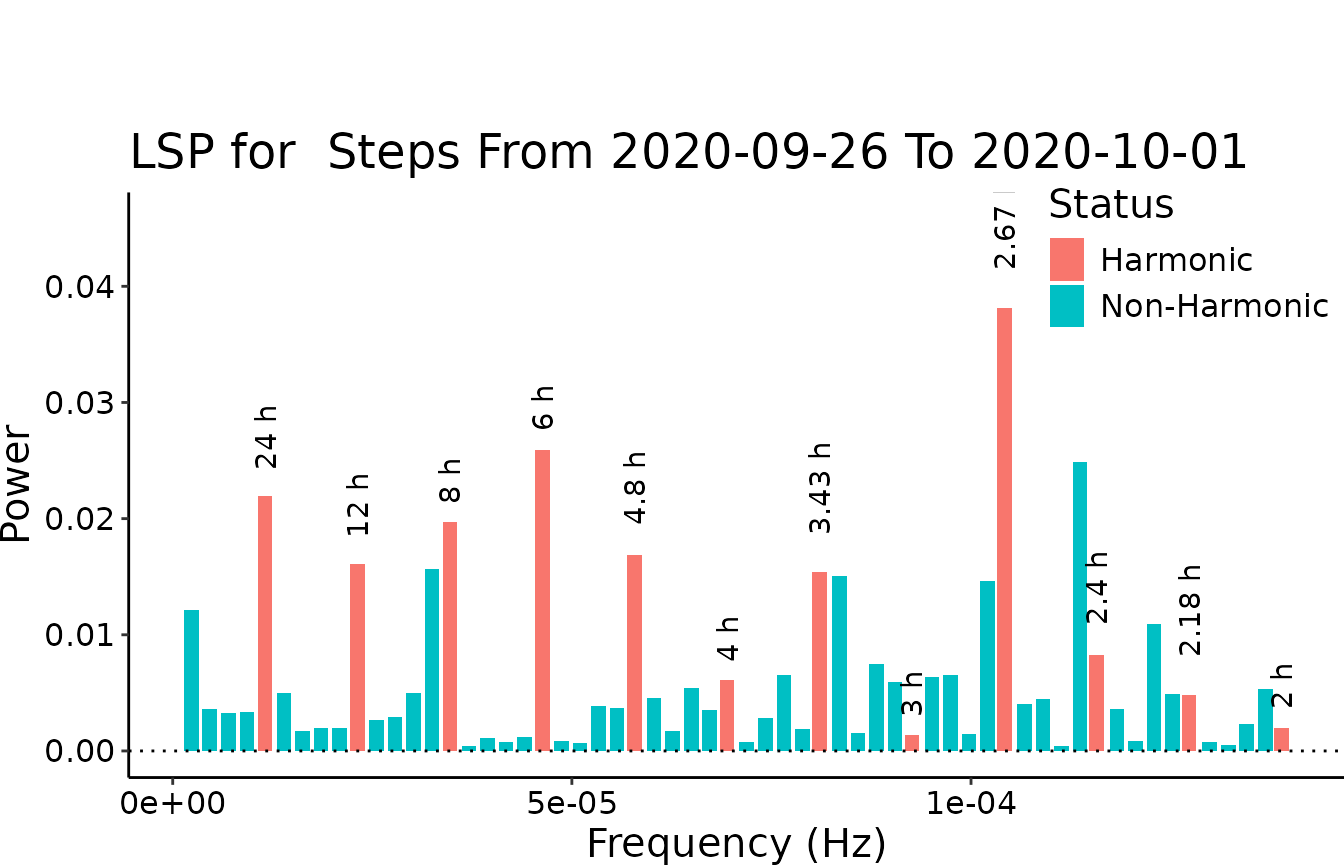 LSP for  Steps From 2020-09-26 To 2020-10-01
Status
Harmonic
Non-Harmonic
Power
0.04
0.03
0.02
0.01
0.00
24 h
12 h
8 h
6 h
4.8 h
4 h
3.43 h
3 h
2.67
2.4 h
2.18 h
2 h
0e+00
5e-05
1e-04
Frequency (Hz)